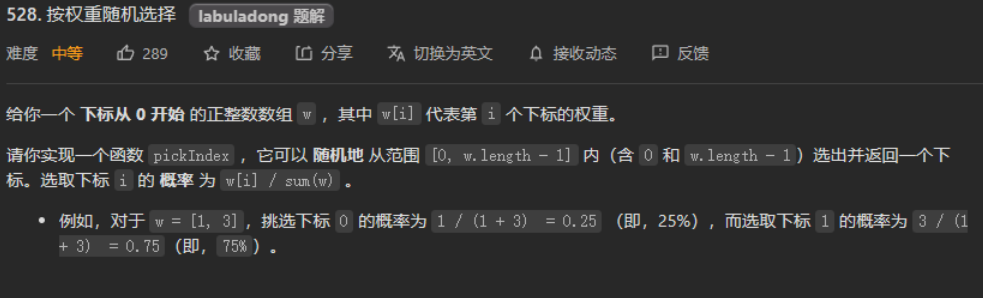 528. 按权重随机选择 labuladong 题解
难度 中等 289 收藏 分享 切换为英文 接收动态 反馈
给你一个 下标从 0 开始 的正整数数组 w ，其中 w[i] 代表第 i 个下标的权重。
请你实现一个函数 pickIndex ，它可以 随机地 从范围 [0, w.length - 1] 内（含 0 和 w.length - 1）选出并返回一个下
标。选取下标 i 的 概率 为 w[i] / sum(w) 。
• 例如，对于 w = [1, 3]，挑选下标 0 的概率为 1 / (1 + 3) = 0.25 （即，25%），而选取下标 1 的概率为 3 / (1
+ 3) = 0.75（即，75%）。